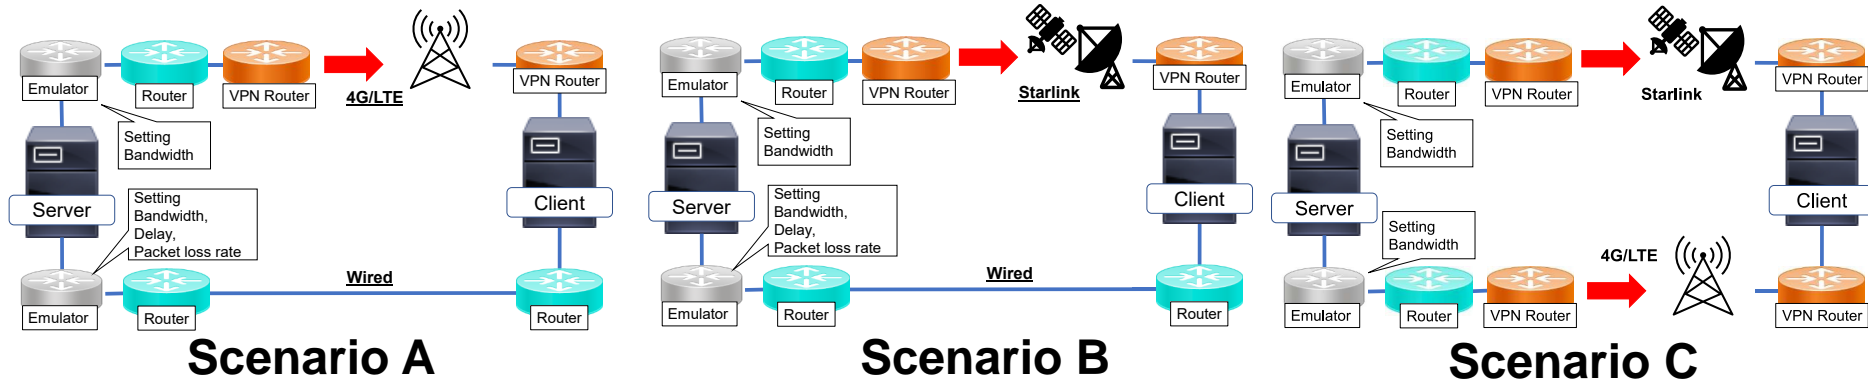 Emulator
Router
VPN Router
4G/LTE
VPN Router
Setting
Bandwidth
Server
Client
Setting
Bandwidth,
Delay,
Packet loss rate
Wired
Emulator
Router
Router
Scenario A
Emulator
Router
VPN Router
Starlink
VPN Router
Setting
Bandwidth
Server
Client
Setting
Bandwidth,
Delay,
Packet loss rate
Wired
Emulator
Router
Router
Scenario B
Emulator
Router
VPN Router
Starlink
VPN Router
Setting
Bandwidth
Server
Client
Setting
Bandwidth
4G/LTE
Emulator
Router
VPN Router
VPN Router
Scenario C